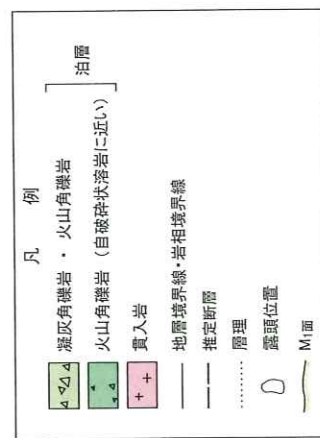 凡 例
凝灰角礫岩・火山角礫岩
火山角礫岩（自破砕状溶岩に近い）
泊層
貫入岩
地層境界線・岩相境界線
推定断層
層理
露頭位置
M1面